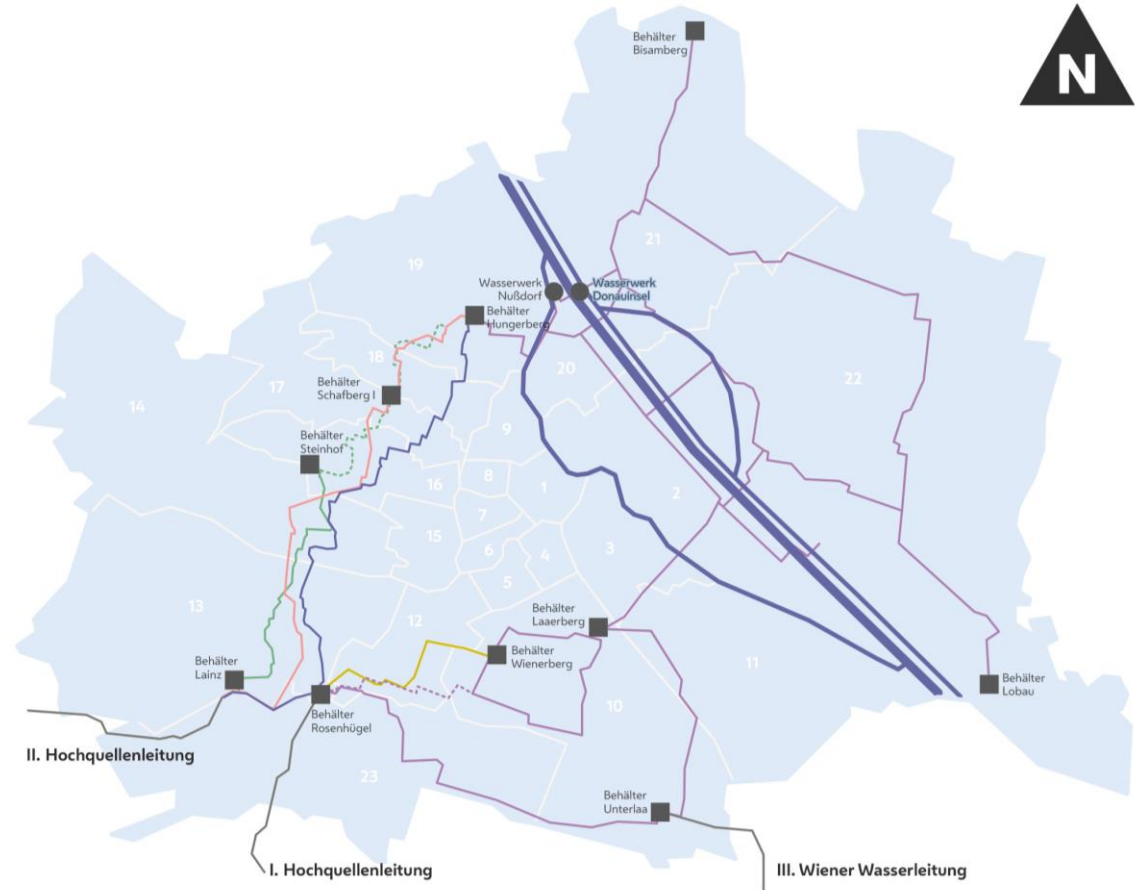 Behälter
Bisamberg
N
21
19
Wasserwerk
Nußdorf
Wasserwerk
Donauinsel
Behälter
Hungerberg
18
20
22
17
Behälter
Schafberg I
14
9
Behälter
Steinhof
16
8
1
2
7
15
6
4
3
5
13
12
Behälter
Laaerberg
11
Behälter
Wienerberg
Behälter
Lainz
Behälter
Lobau
Behälter
Rosenhügel
10
II. Hochquellenleitung
23
Behälter
Unterlaa
I. Hochquellenleitung
III. Wiener Wasserleitung